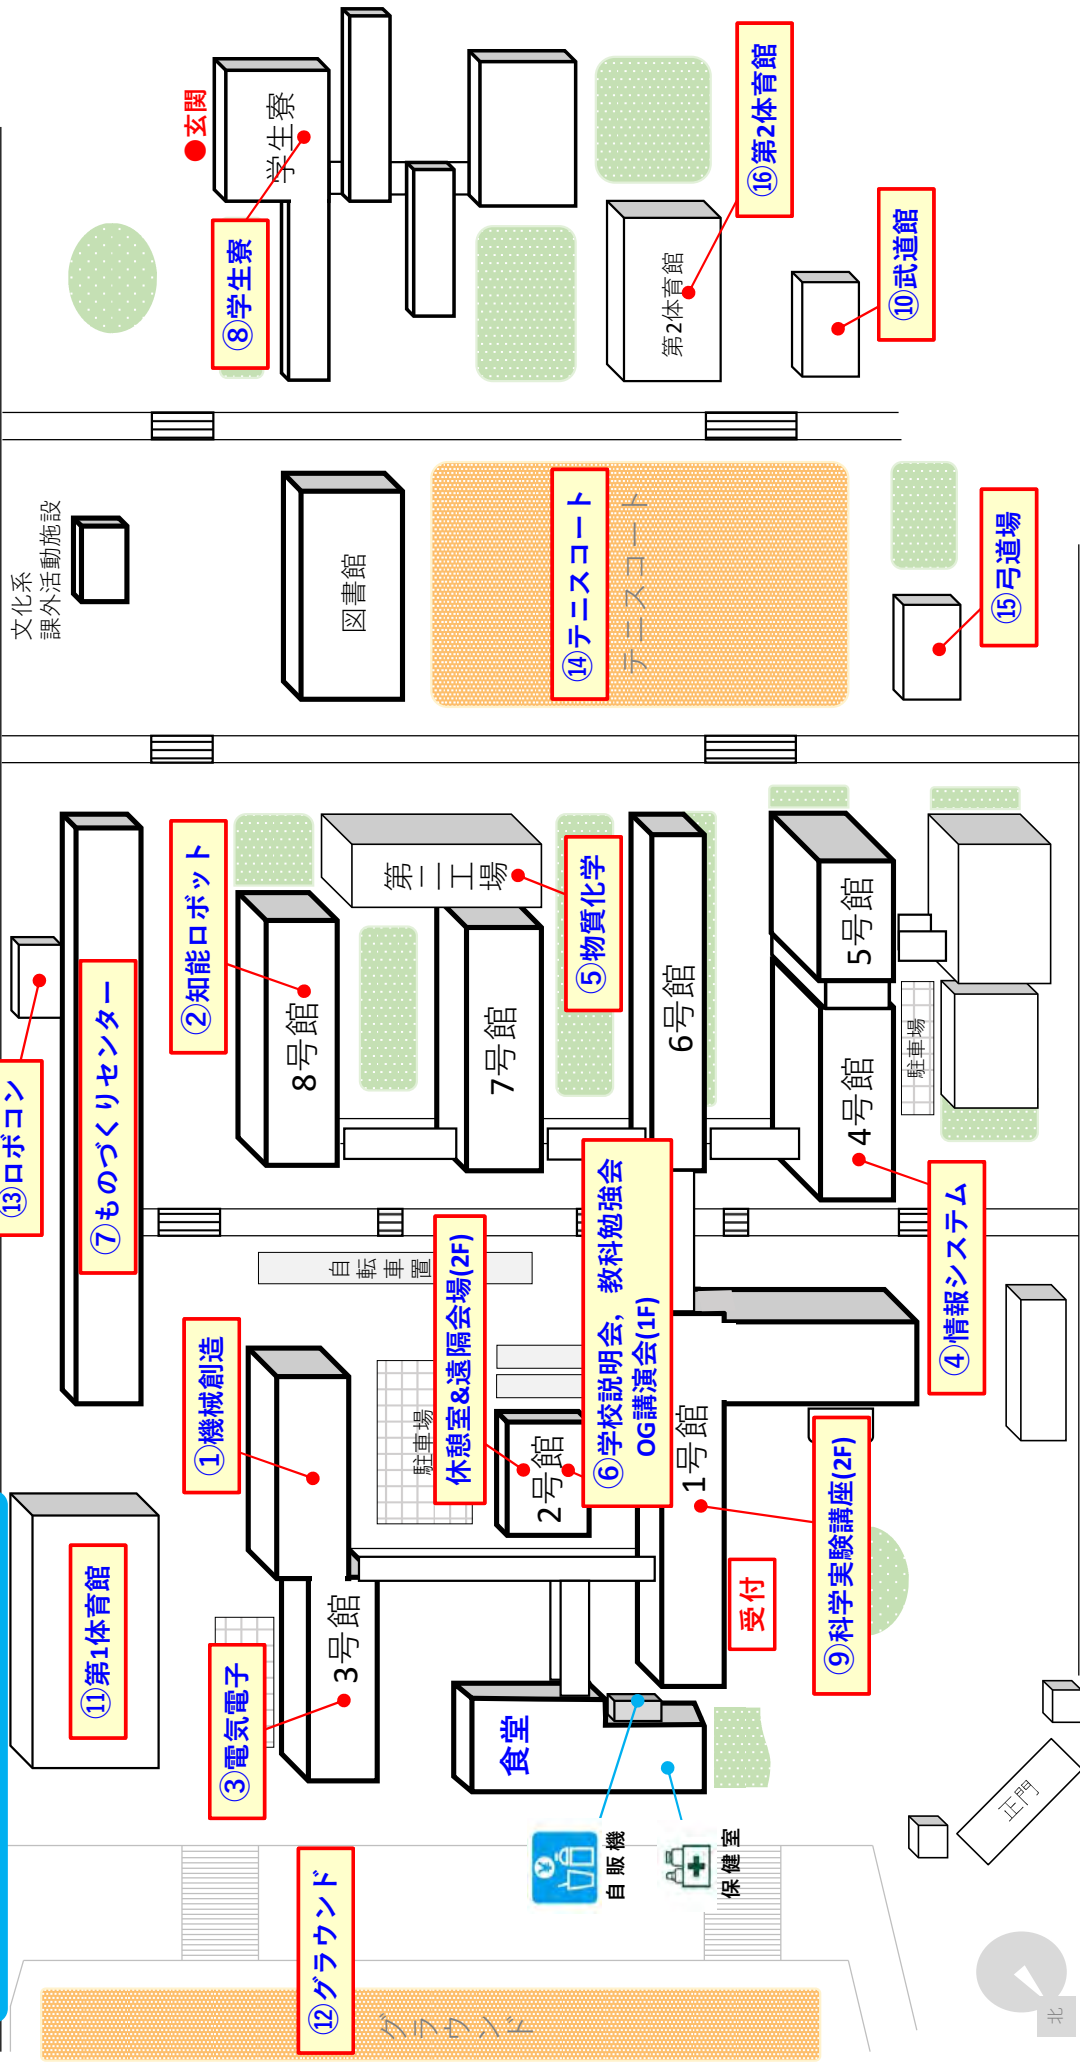 ⑬ロボコン
⑦ものづくりセンター
⑪第1体育館
文化系
課外活動施設
●玄関
学生寮
⑧学生寮
②知能ロボット
8号館
第二工場
①機械創造
③電気電子
3号館
自転車置
駐車場
図書館
⑭テニスコート
テニスコート
⑤物質化学
7号館
6号館
休憩室&遠隔会場(2F)
2号館
⑥学校説明会， 教科勉強会
OG講演会(1F)
1号館
受付
⑨科学実験講座(2F)
第2体育館
⑯第2体育館
⑩武道館
⑮弓道場
5号館
4号館
駐車場
④情報システム
食堂
自販機
保健室
⑫グラウンド
グラウンド
正門
北